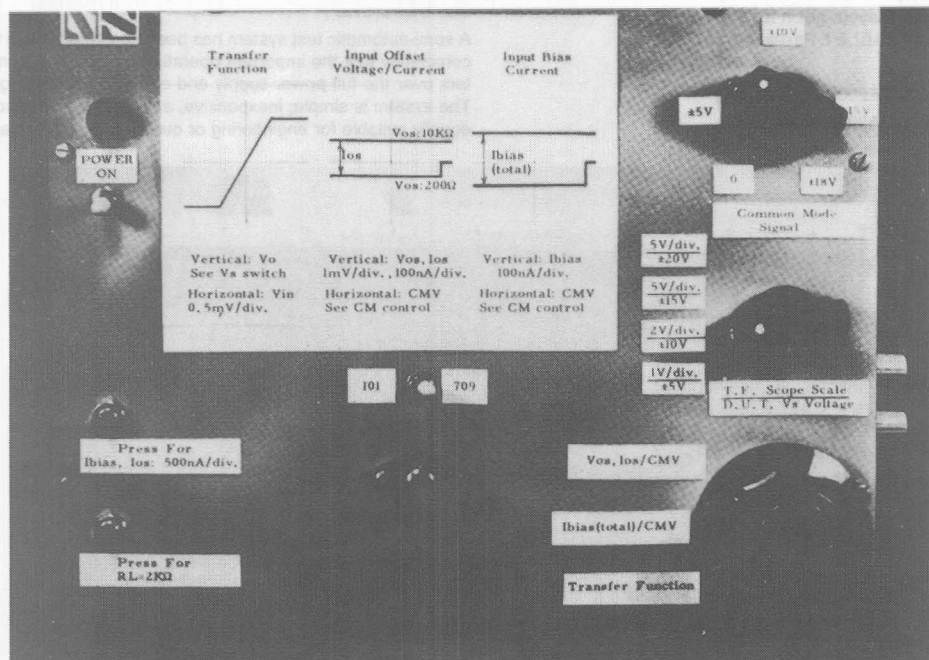 Transfer
Function
Input Offset
Voltage/Current
Input Bias
Current
Vos:10KΩ
Ios
Vos:200Ω
Ibias
(total)
Vertical: Vo
See Vs switch
Horizontal: Vin
0.5mV/div.
Vertical: Vos, Ios
1mV/div., 100nA/div.
Horizontal: CMV
See CM control
Vertical: Ibias
100nA/div.
Horizontal: CMV
See CM control
POWER
ON
±10V
±5V
0
±18V
Common Mode
Signal
5V/div.
±20V
5V/div.
±15V
2V/div.
±10V
1V/div.
±5V
T.F. Scope Scale
D.U.T. Vs Voltage
101
709
Press For
Ibias, Ios: 500nA/div.
Press For
RL=2KΩ
Vos, Ios/CMV
Ibias(total)/CMV
Transfer Function